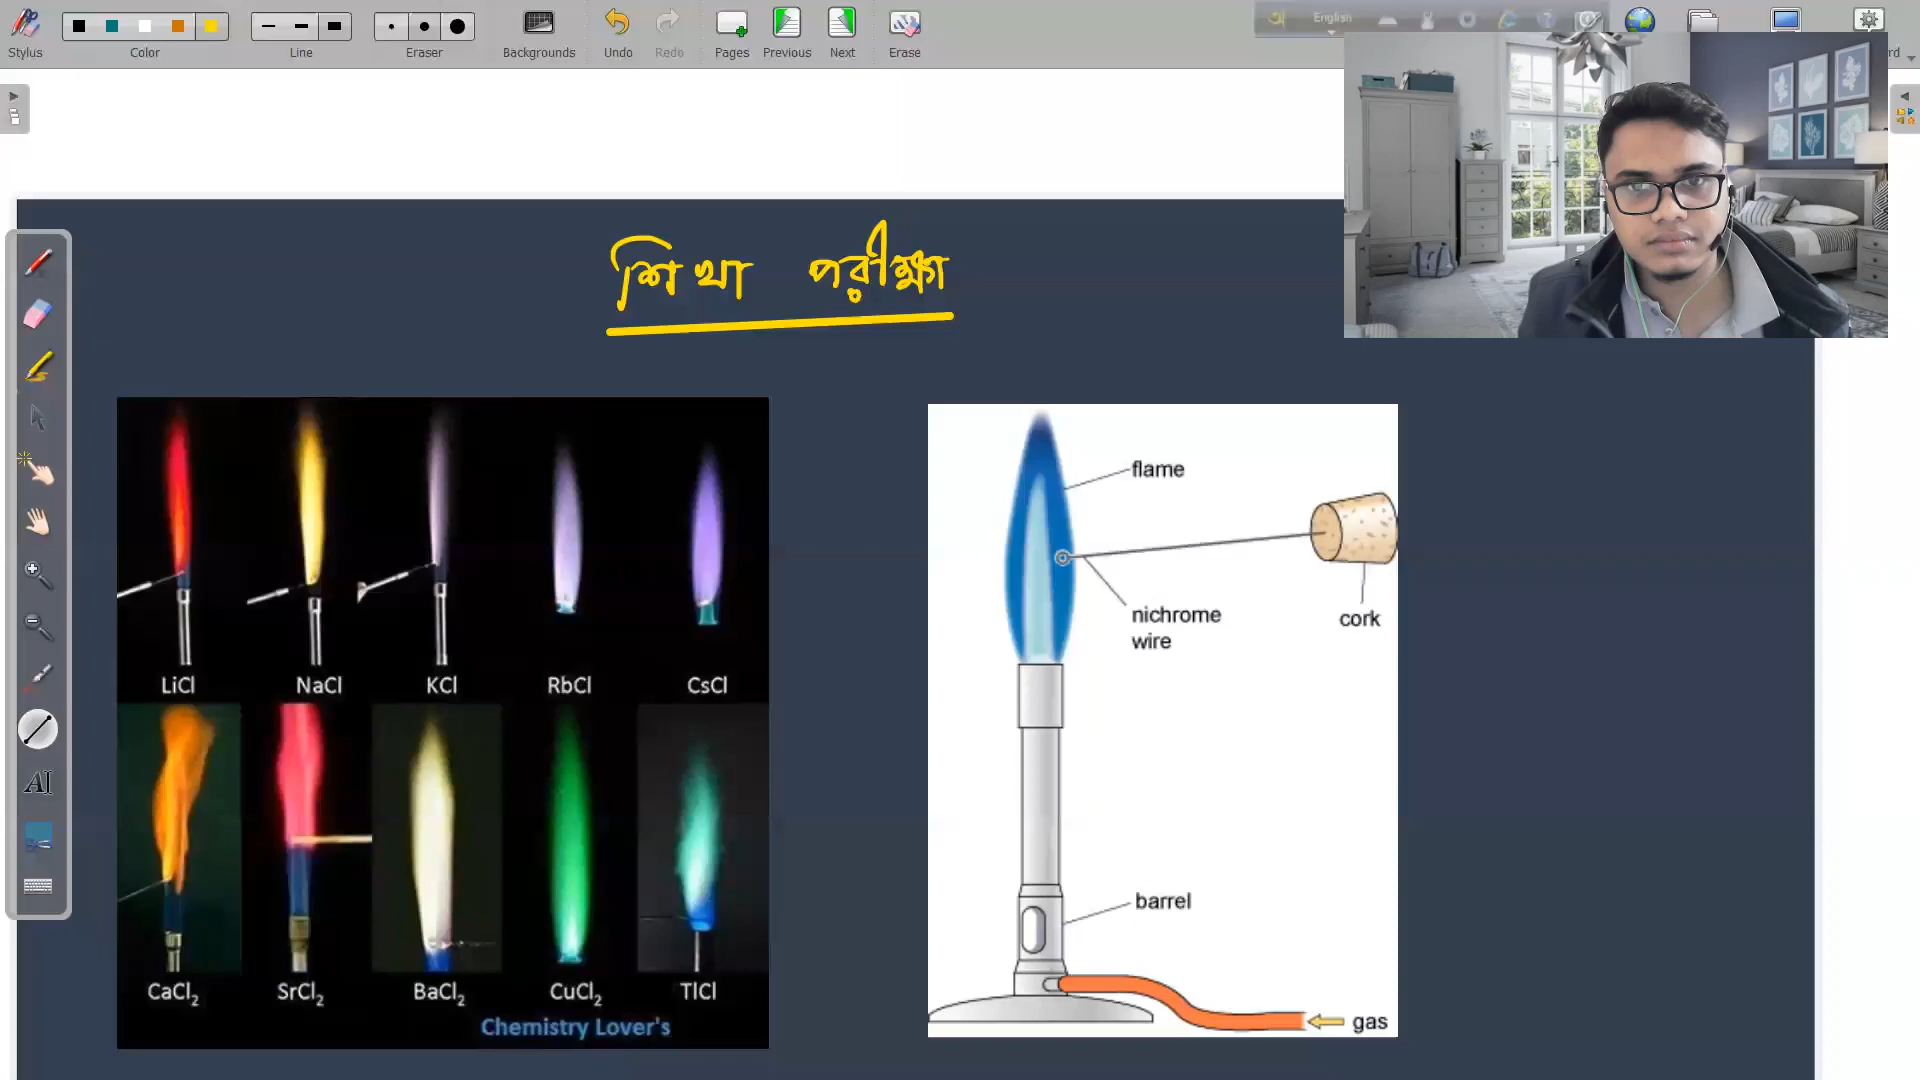 Stylus Color Line Eraser Backgrounds Undo Redo Pages Previous Next Erase English
শিখা পরীক্ষা
LiCl NaCl KCl RbCl CsCl
CaCl₂ SrCl₂ BaCl₂ CuCl₂ TlCl
Chemistry Lover's
flame
nichrome
wire
cork
barrel
gas